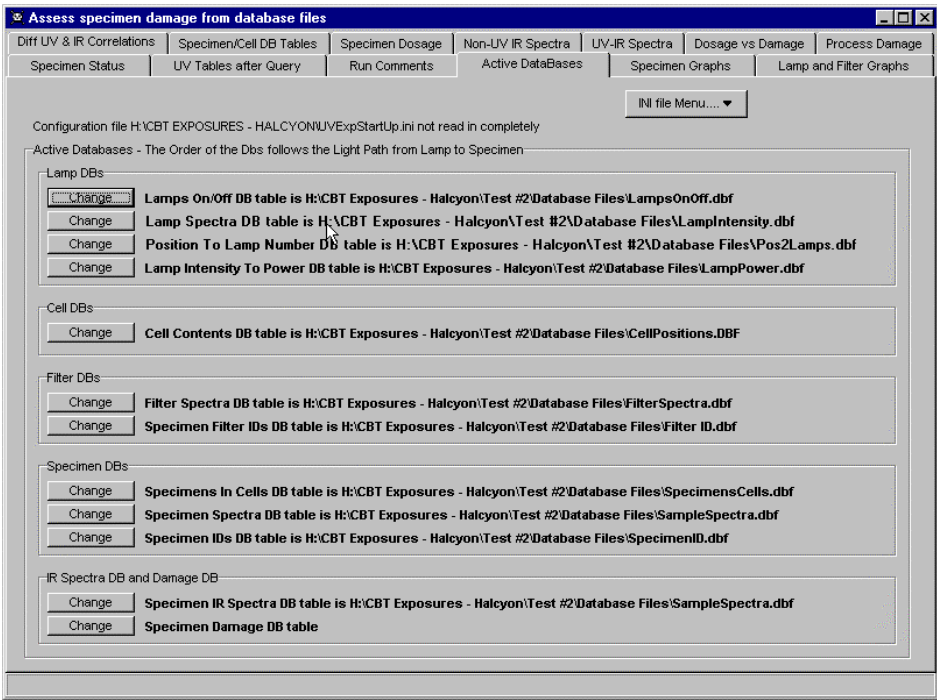 Assess specimen damage from database files
Diff UV & IR Correlations Specimen/Cell DB Tables Specimen Dosage Non-UV IR Spectra UV-IR Spectra Dosage vs Damage Process Damage
Specimen Status UV Tables after Query Run Comments Active DataBases Specimen Graphs Lamp and Filter Graphs
INI file Menu....
Configuration file H:\CBT EXPOSURES - HALCYON\UVExpStartUp.ini not read in completely
Active Databases - The Order of the Dbs follows the Light Path from Lamp to Specimen
Lamp DBs
Change Lamps On/Off DB table is H:\CBT Exposures - Halcyon\Test #2\Database Files\LampsOnOff.dbf
Change Lamp Spectra DB table is H:\CBT Exposures - Halcyon\Test #2\Database Files\LampIntensity.dbf
Change Position To Lamp Number DB table is H:\CBT Exposures - Halcyon\Test #2\Database Files\Pos2Lamps.dbf
Change Lamp Intensity To Power DB table is H:\CBT Exposures - Halcyon\Test #2\Database Files\LampPower.dbf
Cell DBs
Change Cell Contents DB table is H:\CBT Exposures - Halcyon\Test #2\Database Files\CellPositions.DBF
Filter DBs
Change Filter Spectra DB table is H:\CBT Exposures - Halcyon\Test #2\Database Files\FilterSpectra.dbf
Change Specimen Filter IDs DB table is H:\CBT Exposures - Halcyon\Test #2\Database Files\Filter ID.dbf
Specimen DBs
Change Specimens In Cells DB table is H:\CBT Exposures - Halcyon\Test #2\Database Files\SpecimensCells.dbf
Change Specimen Spectra DB table is H:\CBT Exposures - Halcyon\Test #2\Database Files\SampleSpectra.dbf
Change Specimen IDs DB table is H:\CBT Exposures - Halcyon\Test #2\Database Files\SpecimenID.dbf
IR Spectra DB and Damage DB
Change Specimen IR Spectra DB table is H:\CBT Exposures - Halcyon\Test #2\Database Files\SampleSpectra.dbf
Change Specimen Damage DB table